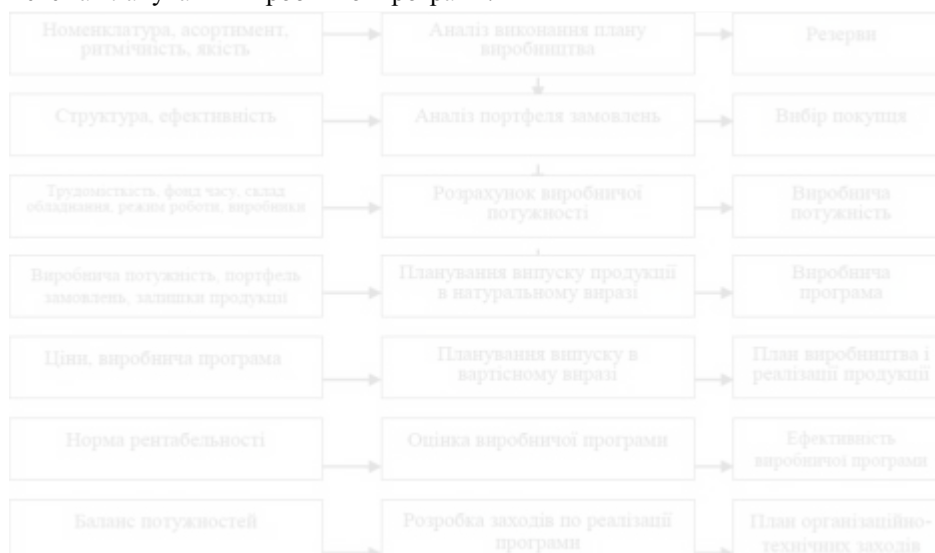 Номенклатура, асортимент,
ритмічність, якість
Аналіз виконання плану
виробництва
Резерви
Структура, ефективність
Аналіз портфеля замовлень
Вибір покупця
Трудомісткість, фонд часу, склад
обладнання, режим роботи, виробники
Розрахунок виробничої
потужності
Виробнича
потужність
Виробнича потужність, портфель
замовлень, залишки продукції
Планування випуску продукції
в натуральному виразі
Виробнича
програма
Ціни, виробнича програма
Планування випуску в
вартісному виразі
План виробництва і
реалізації продукції
Норма рентабельності
Оцінка виробничої програми
Ефективність
виробничої програми
Баланс потужностей
Розробка заходів по реалізації
програми
План організаційно-
технічних заходів